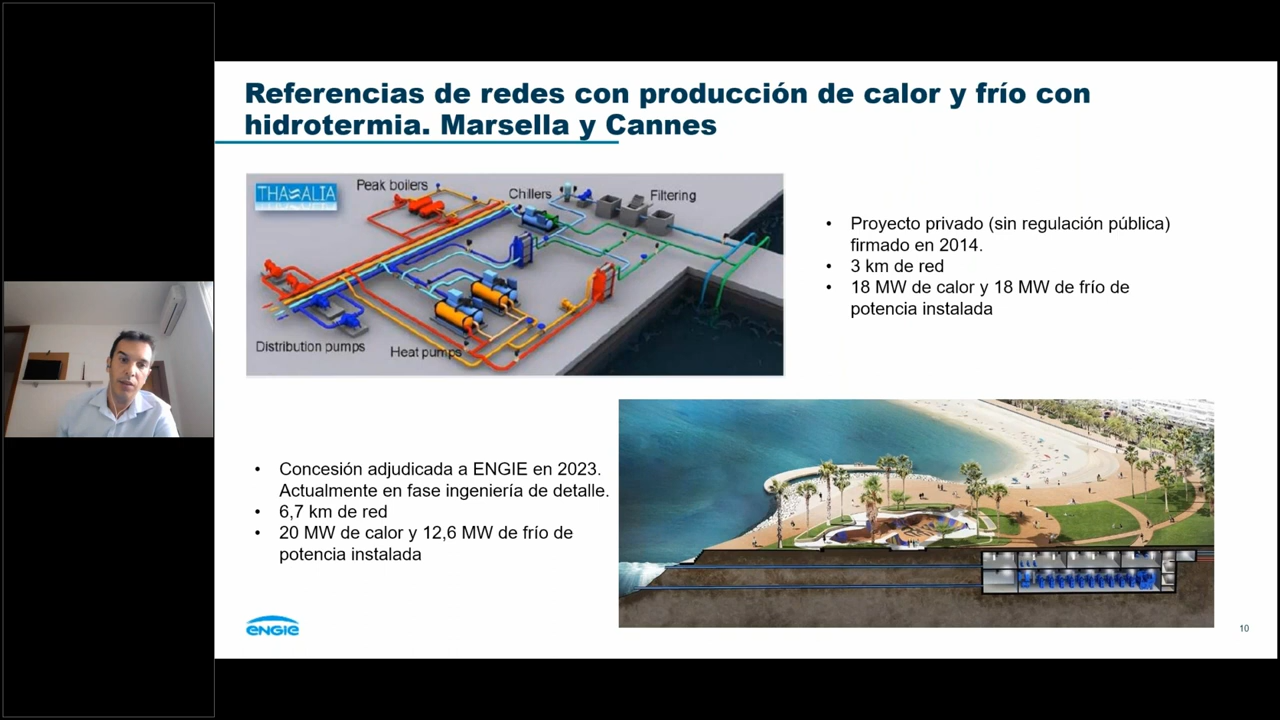 Referencias de redes con producción de calor y frío con
hidrotermia. Marsella y Cannes
THASSALIA
Peak boilers
Chillers
Filtering
Distribution pumps
Heat pumps
• Proyecto privado (sin regulación pública)
firmado en 2014.
• 3 km de red
• 18 MW de calor y 18 MW de frío de
potencia instalada
• Concesión adjudicada a ENGIE en 2023.
Actualmente en fase ingeniería de detalle.
• 6,7 km de red
• 20 MW de calor y 12,6 MW de frío de
potencia instalada
ENGIE
10